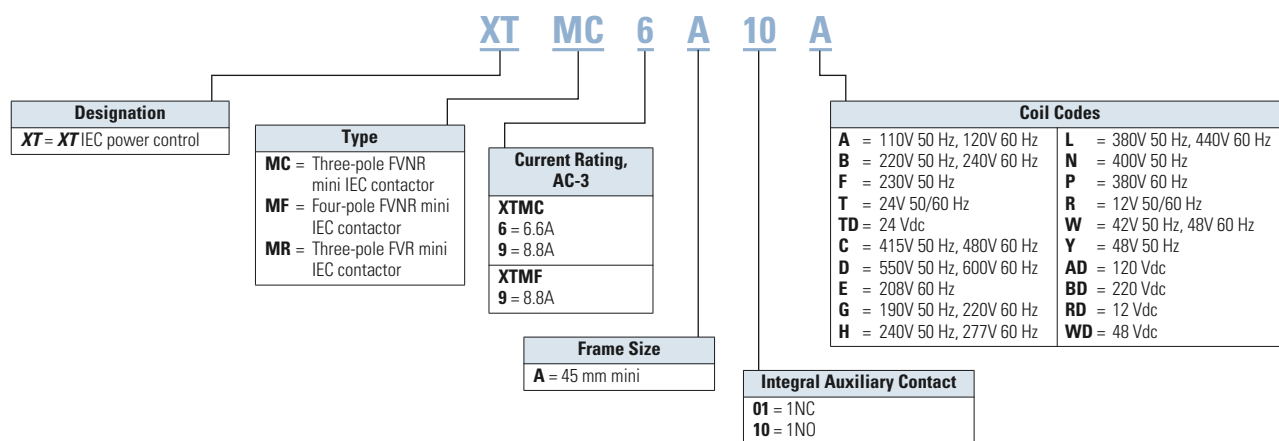 XT MC 6 A 10 A
Designation
XT = XT IEC power control
Type
MC = Three-pole FVNR
mini IEC contactor
MF = Four-pole FVNR mini
IEC contactor
MR = Three-pole FVR mini
IEC contactor
Current Rating,
AC-3
XTMC
6 = 6.6A
9 = 8.8A
XTMF
9 = 8.8A
Frame Size
A = 45 mm mini
Integral Auxiliary Contact
01 = 1NC
10 = 1NO
Coil Codes
A = 110V 50 Hz, 120V 60 Hz
B = 220V 50 Hz, 240V 60 Hz
F = 230V 50 Hz
T = 24V 50/60 Hz
TD = 24 Vdc
C = 415V 50 Hz, 480V 60 Hz
D = 550V 50 Hz, 600V 60 Hz
E = 208V 60 Hz
G = 190V 50 Hz, 220V 60 Hz
H = 240V 50 Hz, 277V 60 Hz
L = 380V 50 Hz, 440V 60 Hz
N = 400V 50 Hz
P = 380V 60 Hz
R = 12V 50/60 Hz
W = 42V 50 Hz, 48V 60 Hz
Y = 48V 50 Hz
AD = 120 Vdc
BD = 220 Vdc
RD = 12 Vdc
WD = 48 Vdc